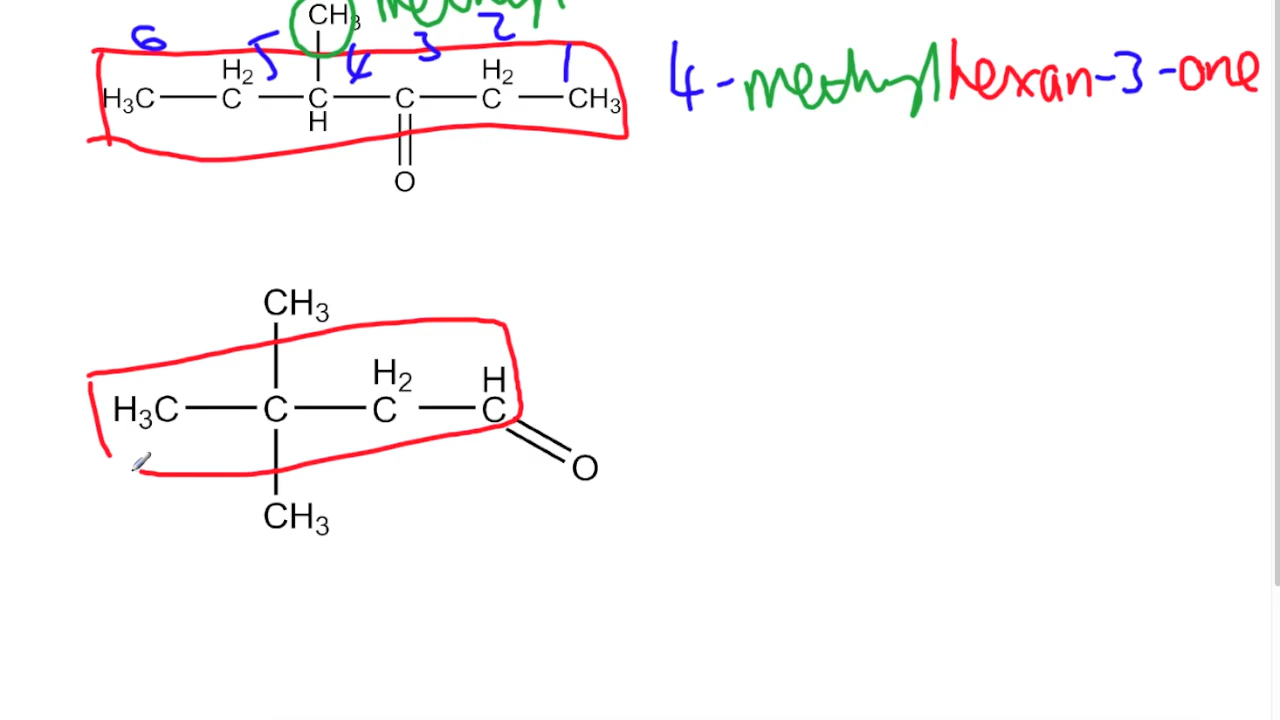 CH3 methyl
6 5 4 3 2 1
H2 H2
H3C C C C C CH3
H
O
4-methylhexan-3-one
CH3
H2 H
H3C C C C
O
CH3